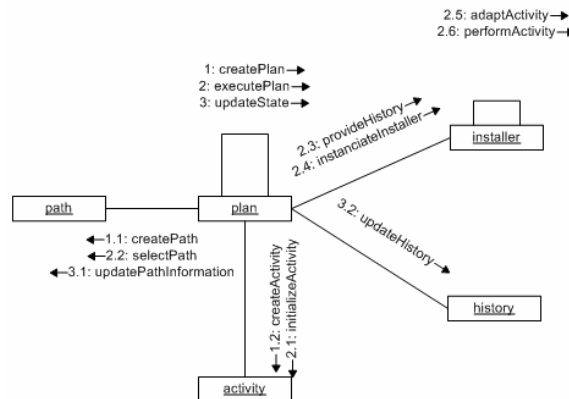 2.5: adaptActivity
2.6: performActivity
1: createPlan
2: executePlan
3: updateState
2.3: provideHistory
2.4: instanciateInstaller
installer
path
plan
3.2: updateHistory
1.1: createPath
2.2: selectPath
3.1: updatePathInformation
1.2: createActivity
2.1: initializeActivity
history
activity